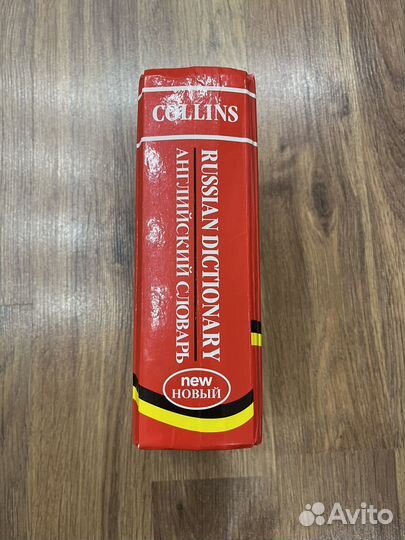 COLLINS
RUSSIAN DICTIONARY
АНГЛИЙСКИЙ СЛОВАРЬ
new
НОВЫЙ
Avito